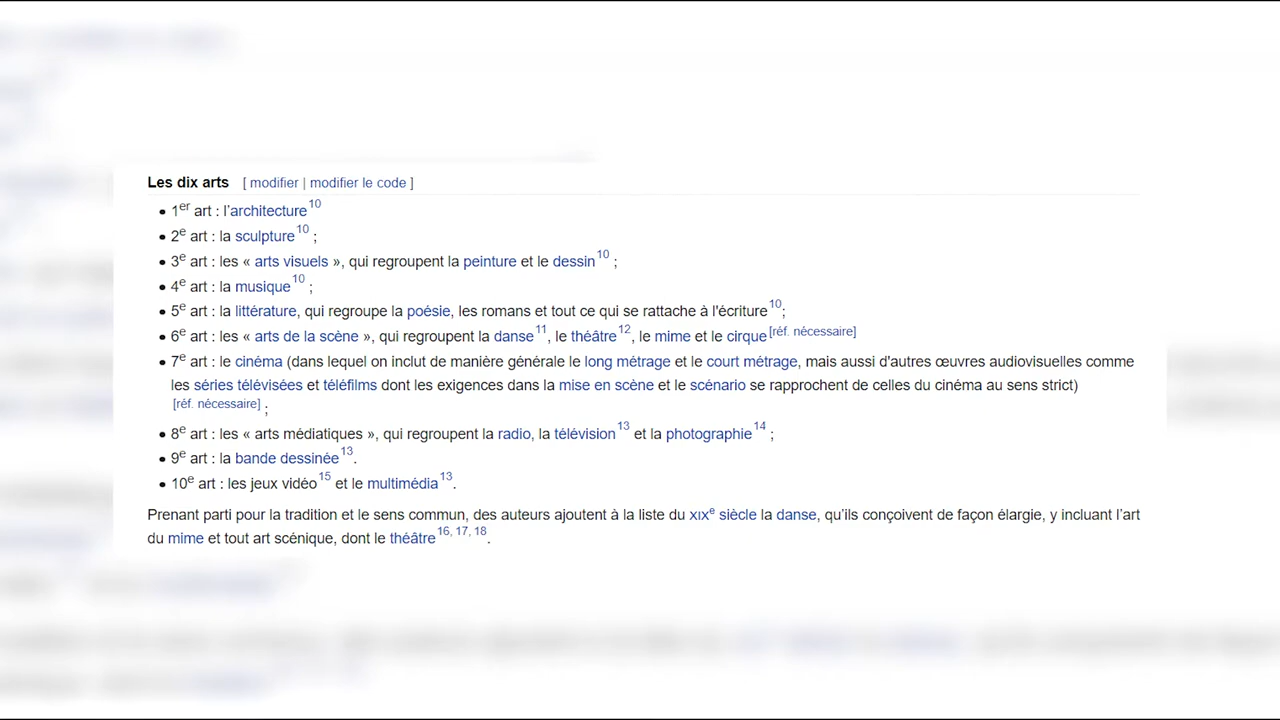 Les dix arts [ modifier | modifier le code ]
• 1er art : l'architecture10
• 2e art : la sculpture10 ;
• 3e art : les « arts visuels », qui regroupent la peinture et le dessin10 ;
• 4e art : la musique10 ;
• 5e art : la littérature, qui regroupe la poésie, les romans et tout ce qui se rattache à l'écriture10;
• 6e art : les « arts de la scène », qui regroupent la danse11, le théâtre12, le mime et le cirque[réf. nécessaire]
• 7e art : le cinéma (dans lequel on inclut de manière générale le long métrage et le court métrage, mais aussi d'autres œuvres audiovisuelles comme
les séries télévisées et téléfilms dont les exigences dans la mise en scène et le scénario se rapprochent de celles du cinéma au sens strict)
[réf. nécessaire] ;
• 8e art : les « arts médiatiques », qui regroupent la radio, la télévision13 et la photographie14 ;
• 9e art : la bande dessinée13.
• 10e art : les jeux vidéo15 et le multimédia13.
Prenant parti pour la tradition et le sens commun, des auteurs ajoutent à la liste du XIXe siècle la danse, qu'ils conçoivent de façon élargie, y incluant l'art
du mime et tout art scénique, dont le théâtre16, 17, 18.